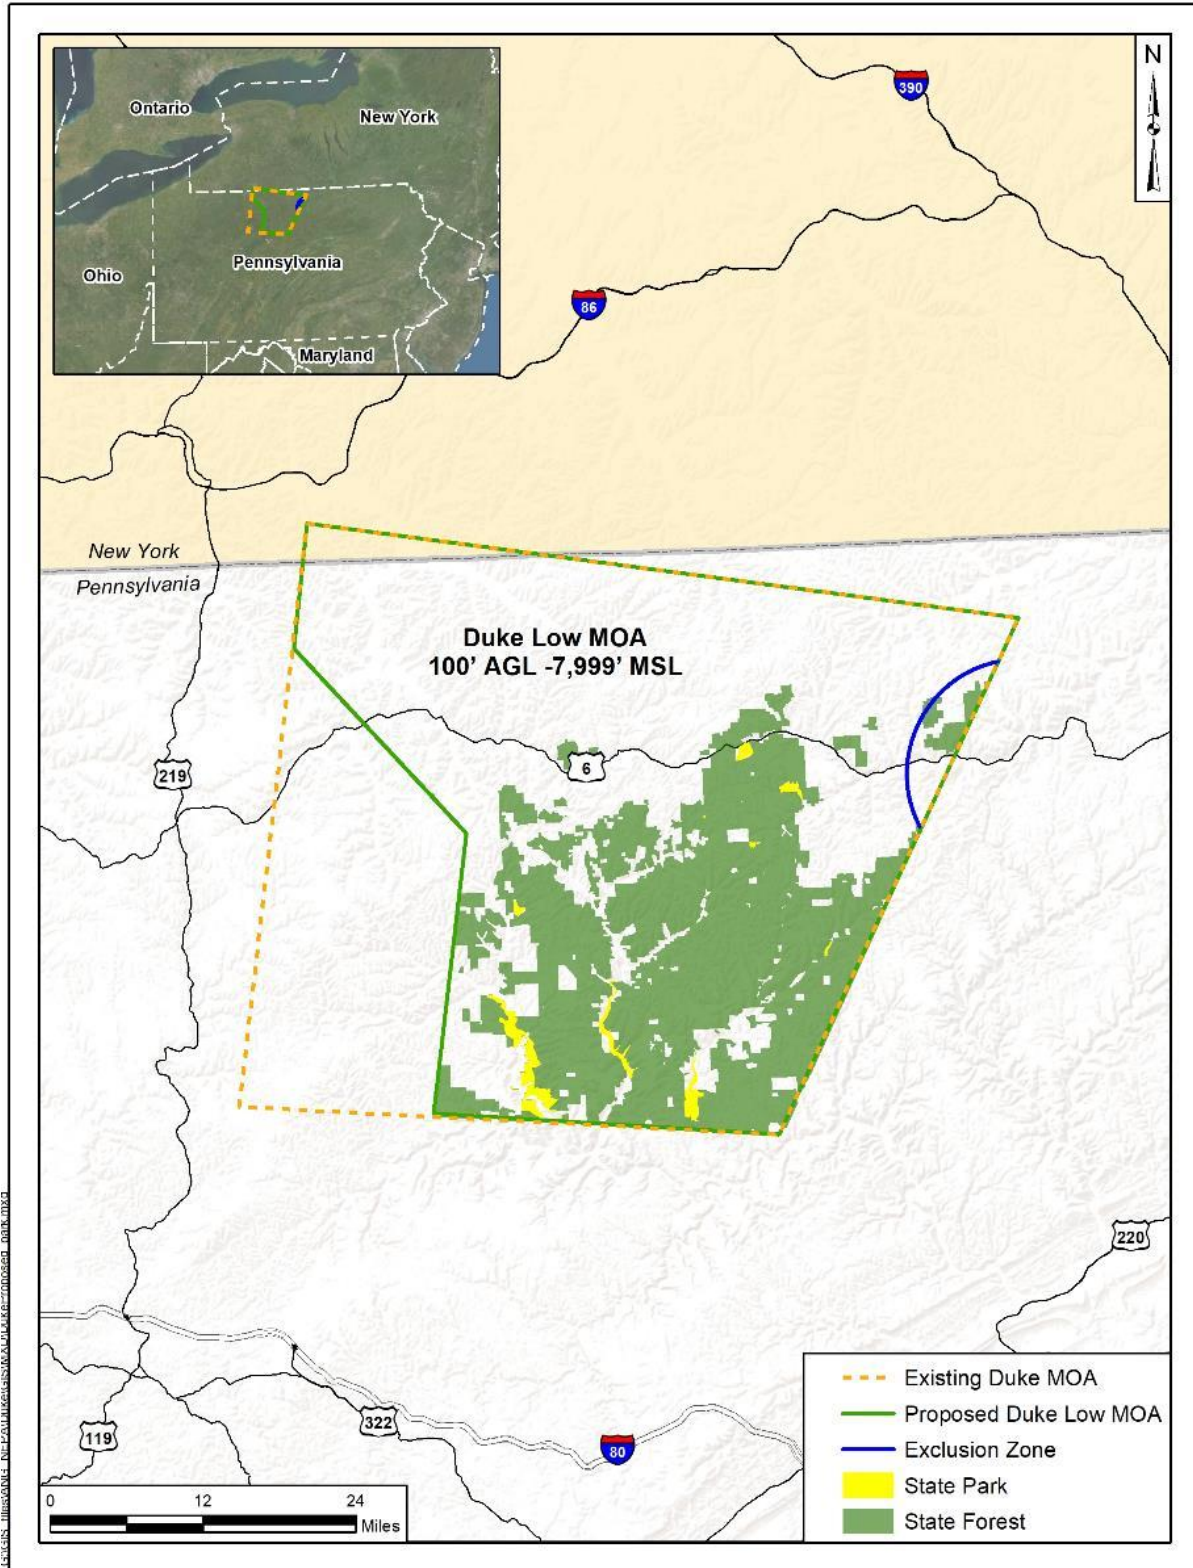 N
390
Ontario
New York
Pennsylvania
Ohio
Maryland
86
New York
Pennsylvania
Duke Low MOA
100’ AGL -7,999’ MSL
219
6
220
322
119
80
Existing Duke MOA
Proposed Duke Low MOA
Exclusion Zone
State Park
State Forest
0 12 24
Miles